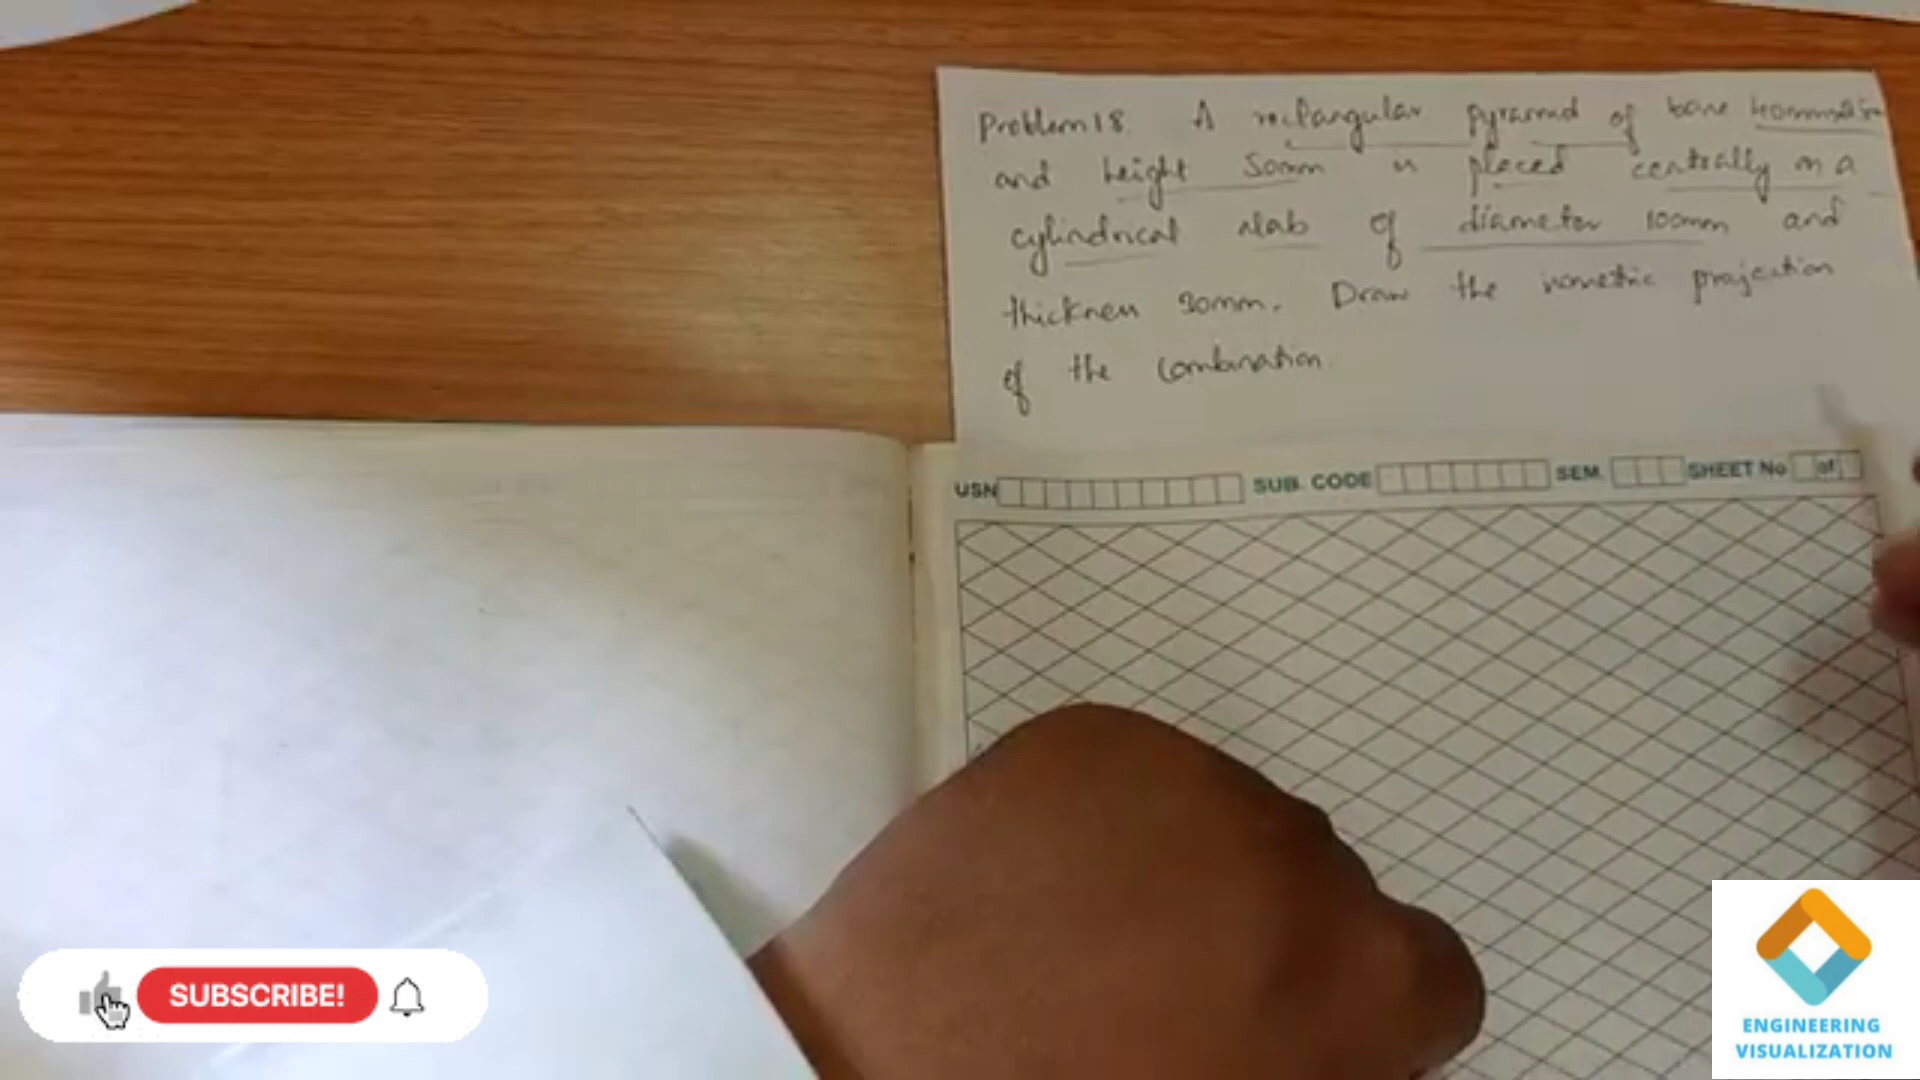 Problem 18. A rectangular pyramid of base
and height 50mm is placed centrally on a
cylindrical slab of diameter 100mm and
thickness 30mm. Draw the isometric projection
of the combination.
USN SUB. CODE SEM. SHEET No of
SUBSCRIBE!
ENGINEERING
VISUALIZATION